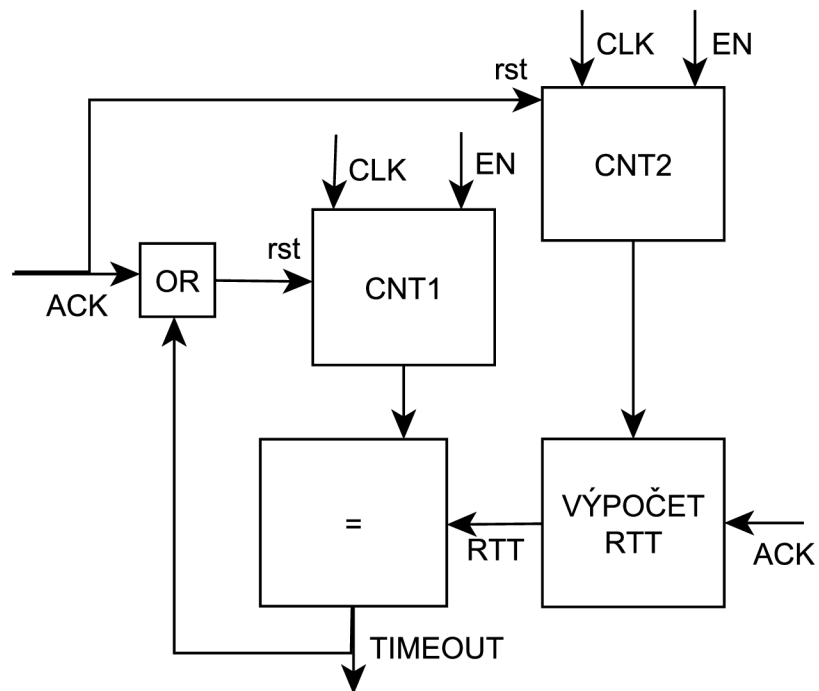 CLK
EN
rst
CNT2
CLK
EN
rst
OR
CNT1
ACK
=
VÝPOČET
RTT
RTT
ACK
TIMEOUT